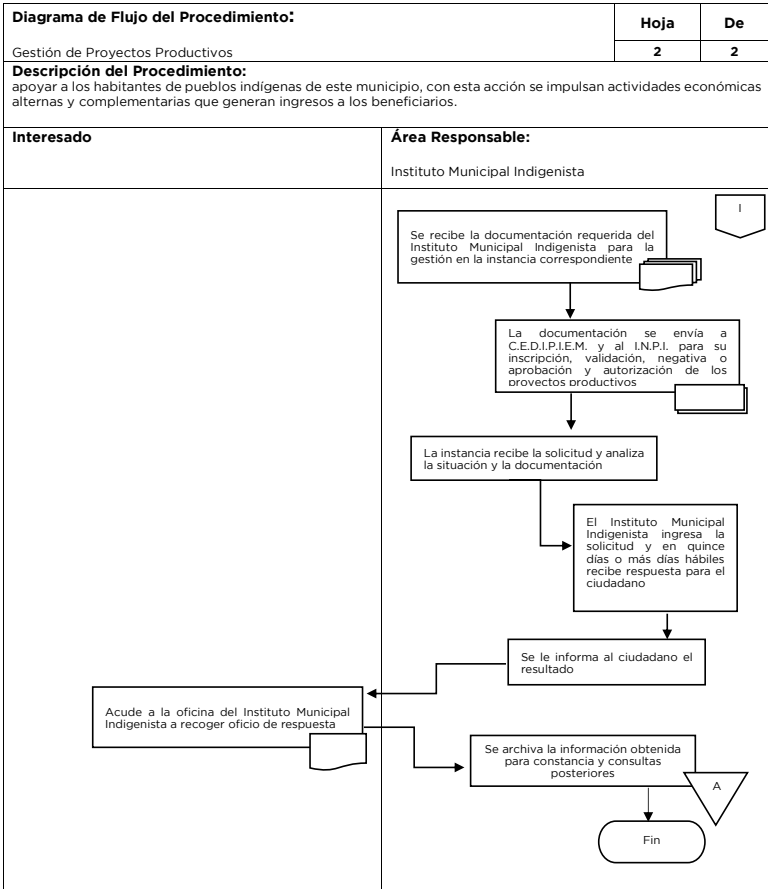 Diagrama de Flujo del Procedimiento:
Gestión de Proyectos Productivos
Hoja
De
2
2
Descripción del Procedimiento:
apoyar a los habitantes de pueblos indígenas de este municipio, con esta acción se impulsan actividades económicas
alternas y complementarias que generan ingresos a los beneficiarios.
Interesado
Área Responsable:
Instituto Municipal Indigenista
I
Se recibe la documentación requerida del
Instituto Municipal Indigenista para la
gestión en la instancia correspondiente
La documentación se envía a
C.E.D.I.P.I.E.M. y al I.N.P.I. para su
inscripción, validación, negativa o
aprobación y autorización de los
proyectos productivos
La instancia recibe la solicitud y analiza
la situación y la documentación
El Instituto Municipal
Indigenista ingresa la
solicitud y en quince
días o más días hábiles
recibe respuesta para el
ciudadano
Se le informa al ciudadano el
resultado
Acude a la oficina del Instituto Municipal
Indigenista a recoger oficio de respuesta
Se archiva la información obtenida
para constancia y consultas
posteriores
A
Fin